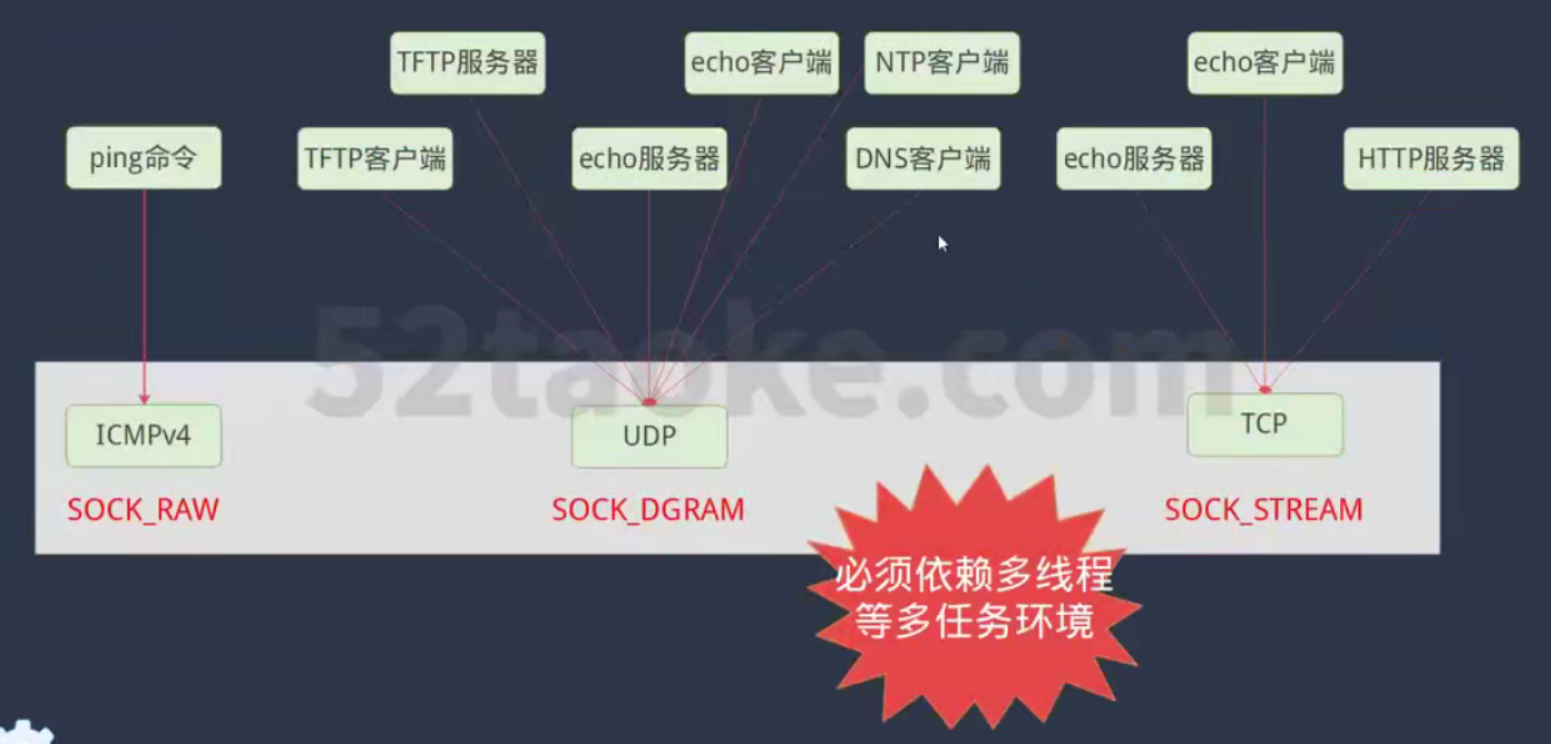 TFTP服务器
echo客户端
NTP客户端
echo客户端
ping命令
TFTP客户端
echo服务器
DNS客户端
echo服务器
HTTP服务器
52taoke.com
ICMPv4
UDP
TCP
SOCK_RAW
SOCK_DGRAM
SOCK_STREAM
必须依赖多线程
等多任务环境